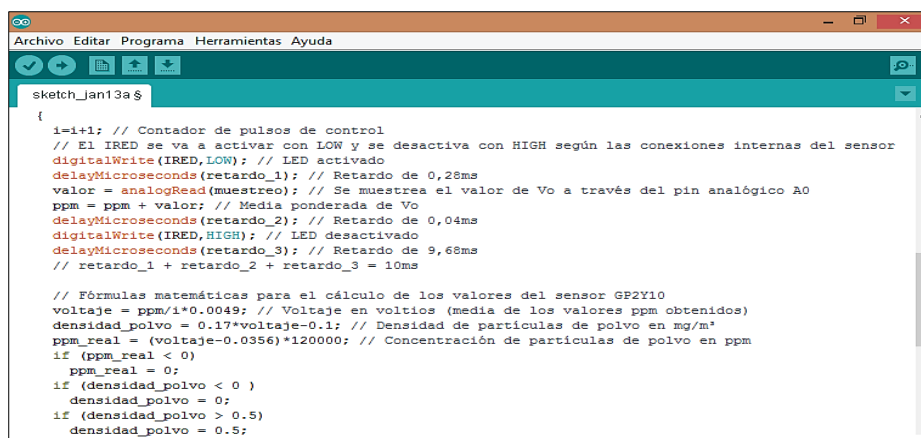 Archivo Editar Programa Herramientas Ayuda
sketch_jan13a §
{
i=i+1; // Contador de pulsos de control
// El IRED se va a activar con LOW y se desactiva con HIGH según las conexiones internas del sensor
digitalWrite(IRED,LOW); // LED activado
delayMicroseconds(retardo_1); // Retardo de 0,28ms
valor = analogRead(muestreo); // Se muestrea el valor de Vo a través del pin analógico A0
ppm = ppm + valor; // Media ponderada de Vo
delayMicroseconds(retardo_2); // Retardo de 0,04ms
digitalWrite(IRED,HIGH); // LED desactivado
delayMicroseconds(retardo_3); // Retardo de 9,68ms
// retardo_1 + retardo_2 + retardo_3 = 10ms
// Fórmulas matemáticas para el cálculo de los valores del sensor GP2Y10
voltaje = ppm/i*0.0049; // Voltaje en voltios (media de los valores ppm obtenidos)
densidad_polvo = 0.17*voltaje-0.1; // Densidad de partículas de polvo en mg/m³
ppm_real = (voltaje-0.0356)*120000; // Concentración de partículas de polvo en ppm
if (ppm_real < 0)
ppm_real = 0;
if (densidad_polvo < 0 )
densidad_polvo = 0;
if (densidad_polvo > 0.5)
densidad_polvo = 0.5;